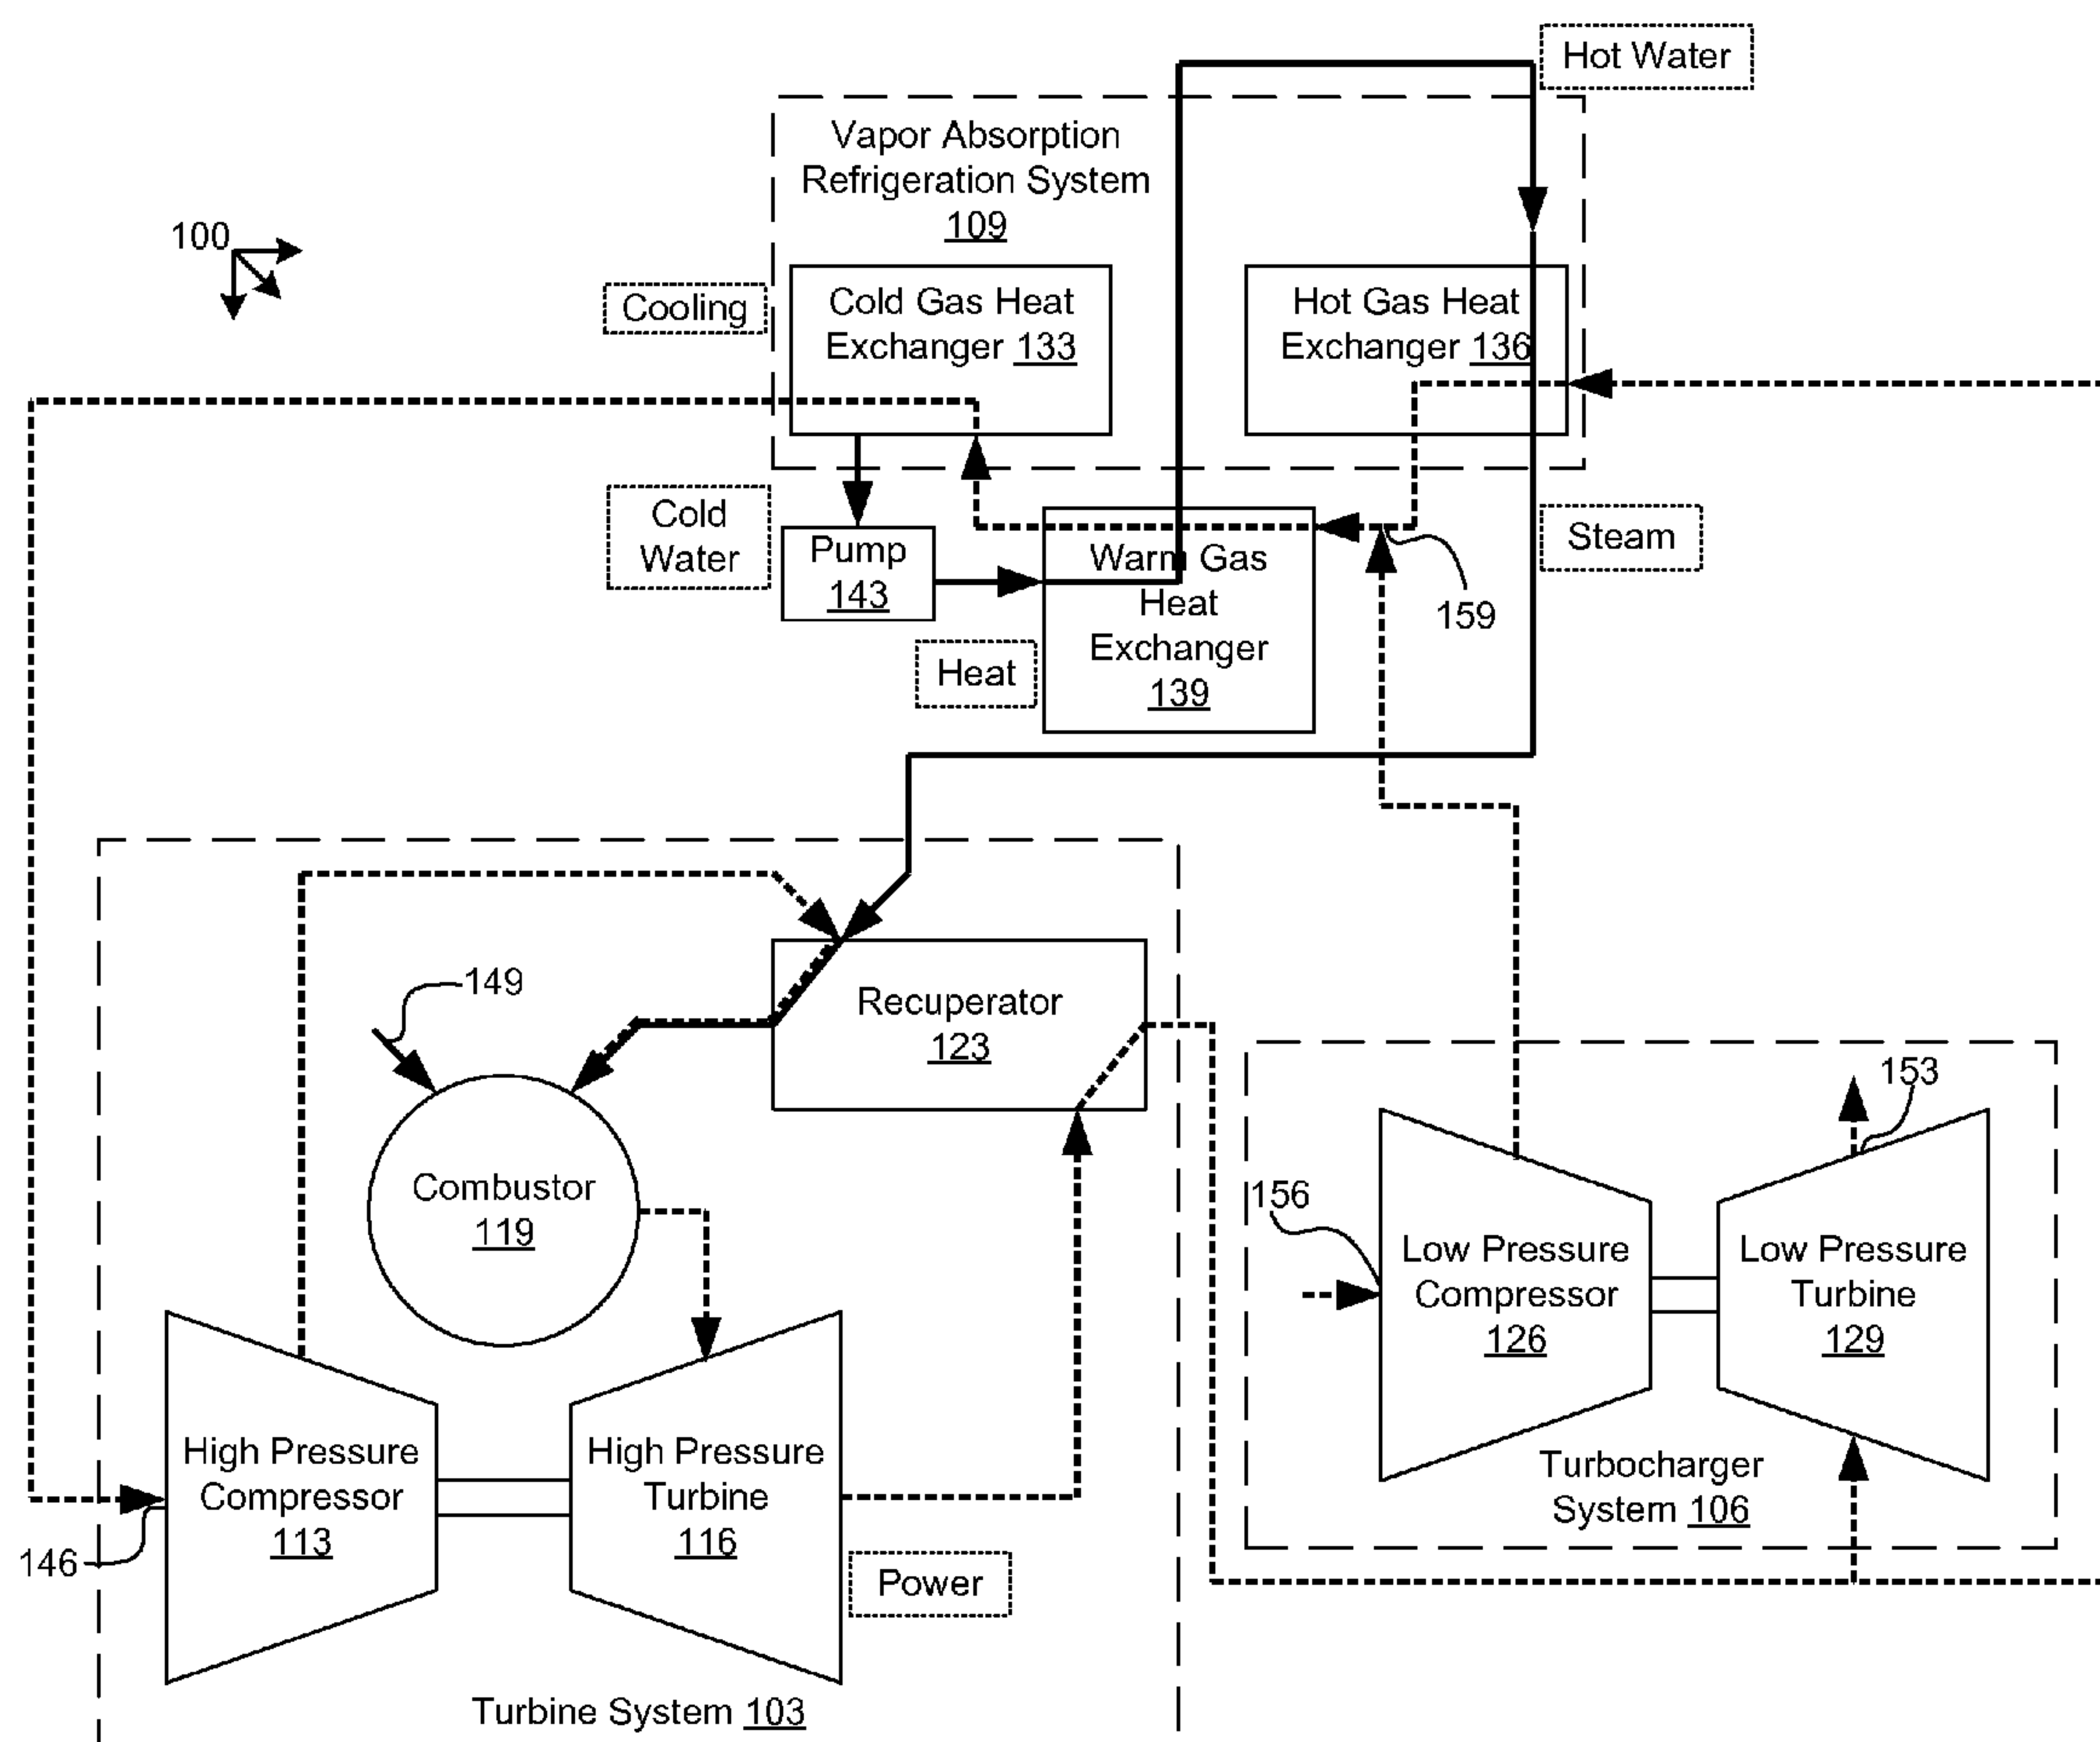 Hot Water
Vapor Absorption
Refrigeration System
109
100
Cooling
Cold Gas Heat
Exchanger 133
Hot Gas Heat
Exchanger 136
Cold
Water
Pump
143
Warm Gas
Heat
Exchanger
139
Heat
159
Steam
149
Recuperator
123
153
Combustor
119
156
Low Pressure
Compressor
126
Low Pressure
Turbine
129
High Pressure
Compressor
113
High Pressure
Turbine
116
Turbocharger
System 106
146
Power
Turbine System 103